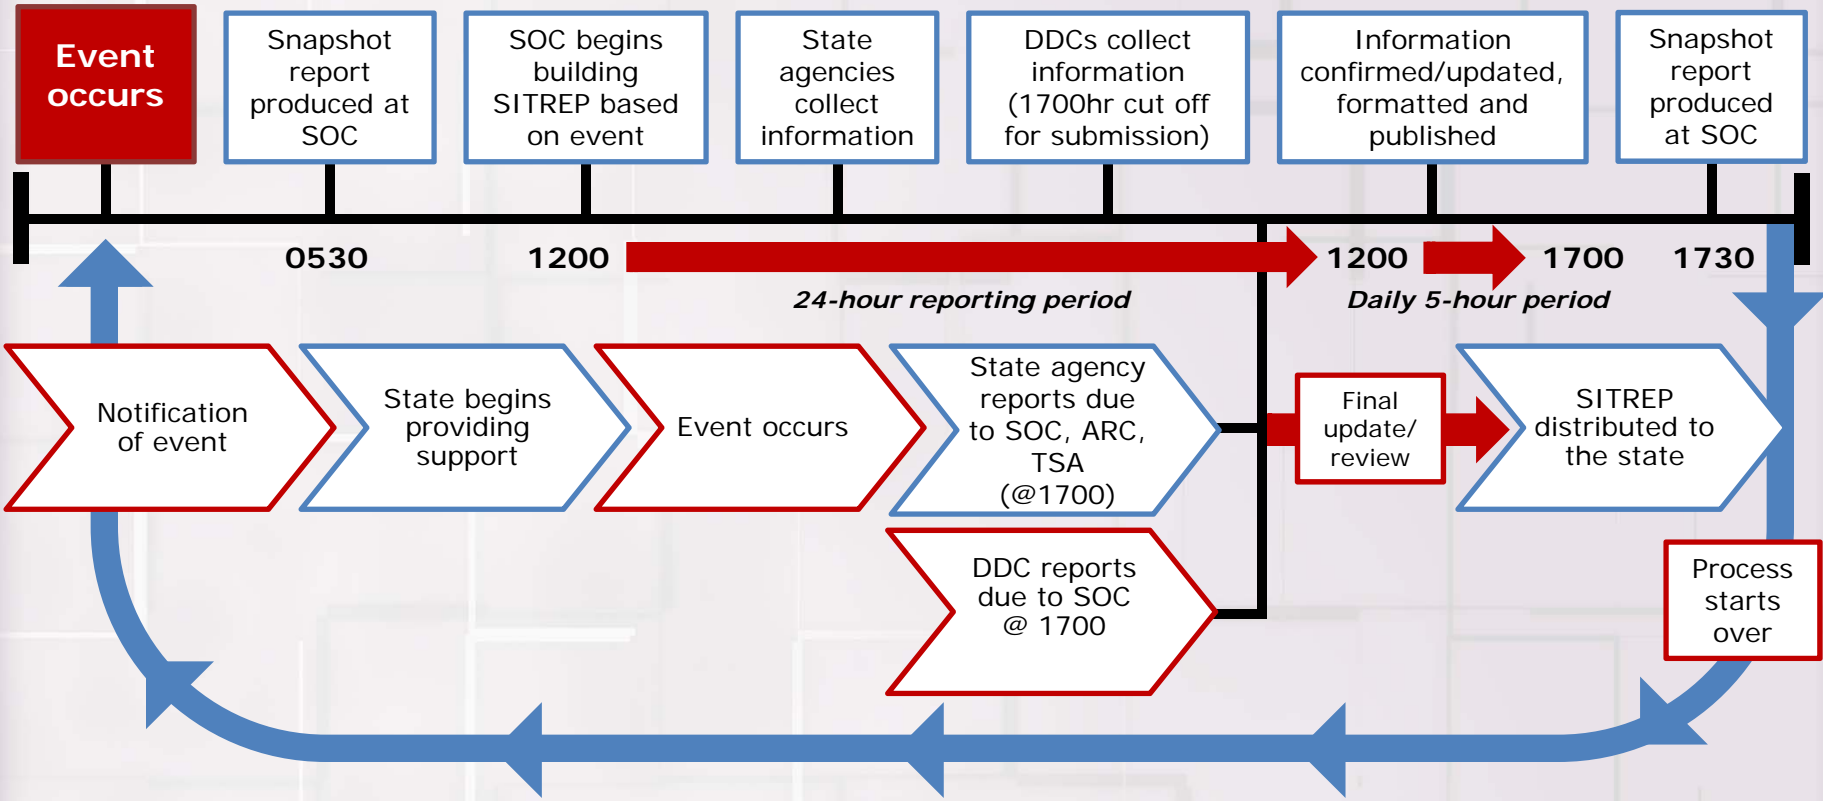 Event
occurs
Snapshot
report
produced at
SOC
SOC begins
building
SITREP based
on event
State
agencies
collect
information
DDCs collect
information
(1700hr cut off
for submission)
Information
confirmed/updated,
formatted and
published
Snapshot
report
produced
at SOC
0530
1200
1200
1700
1730
24-hour reporting period
Daily 5-hour period
Notification
of event
State begins
providing
support
Event occurs
State agency
reports due
to SOC, ARC,
TSA
(@1700)
DDC reports
due to SOC
@ 1700
Final
update/
review
SITREP
distributed to
the state
Process
starts
over